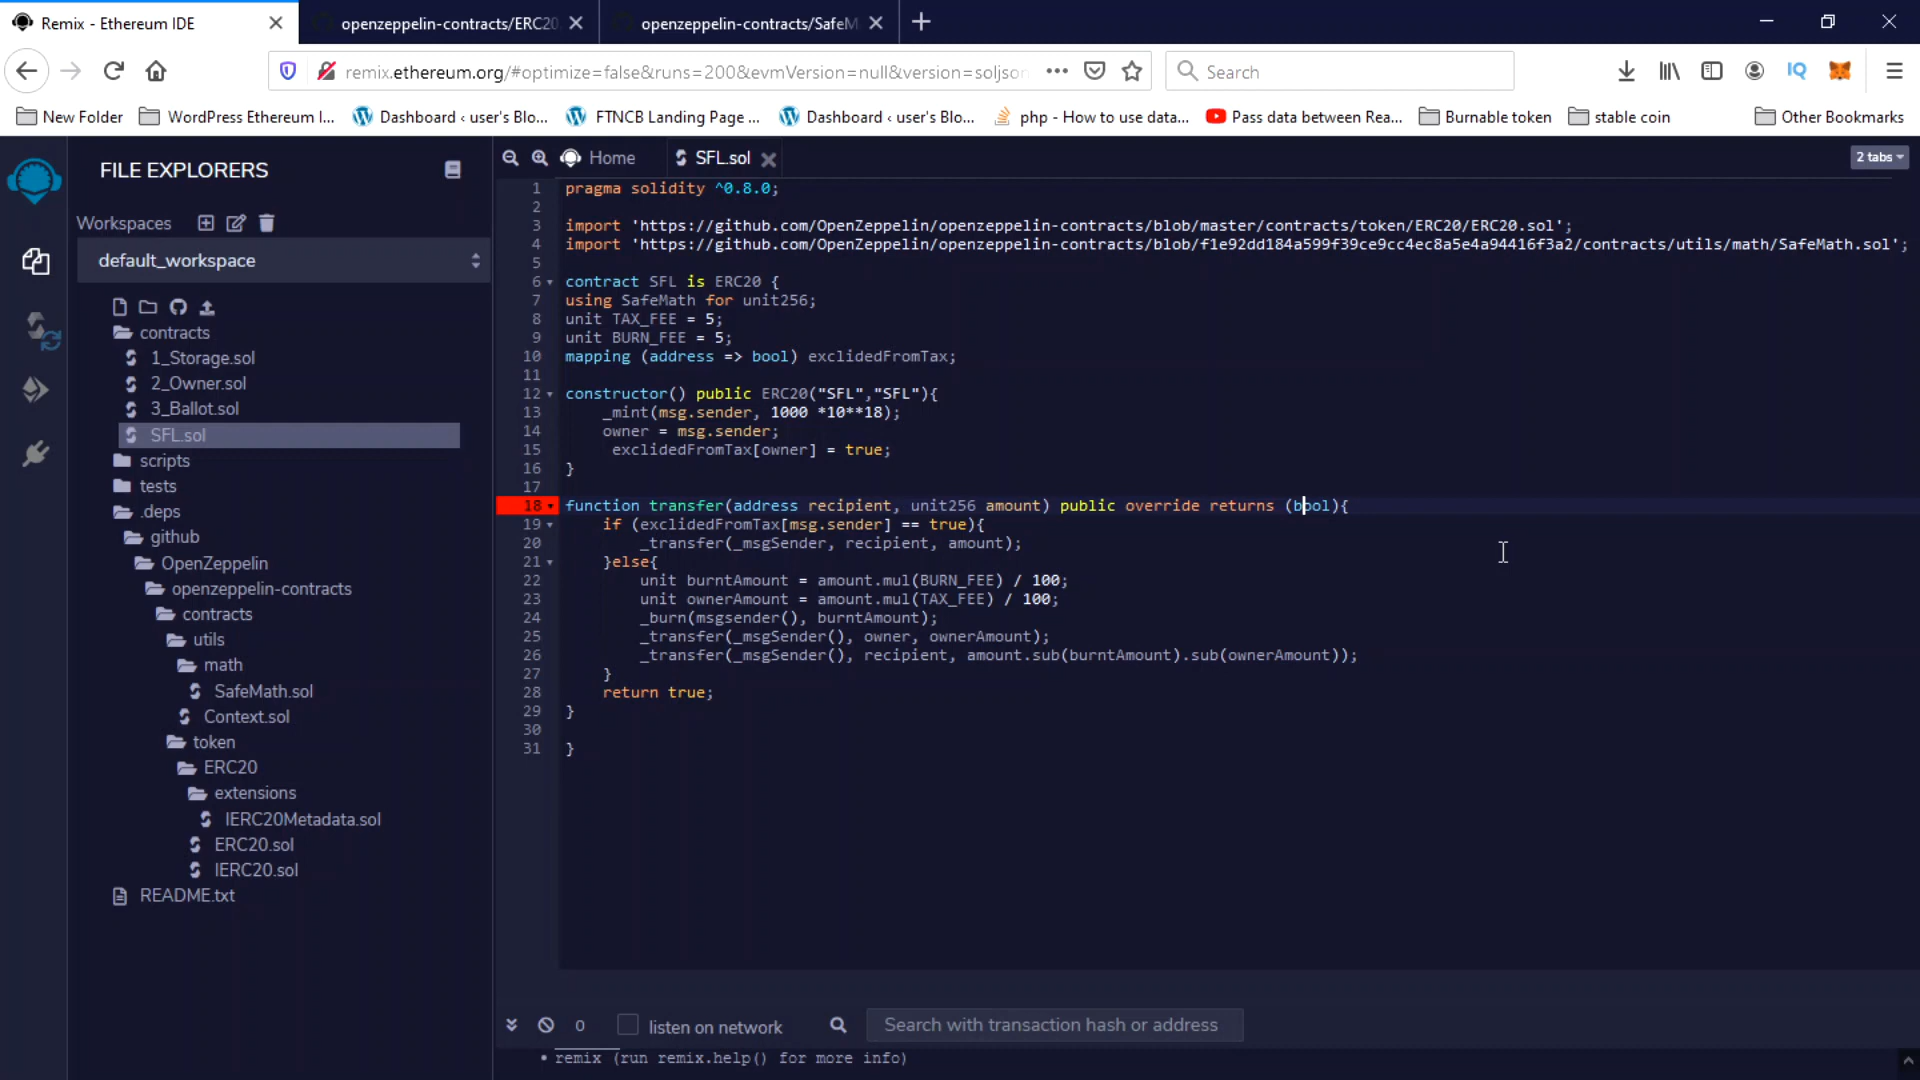 Remix - Ethereum IDE
openzeppelin-contracts/ERC20
openzeppelin-contracts/SafeM
remix.ethereum.org/#optimize=false&runs=200&evmVersion=null&version=soljson
Search
New Folder
WordPress Ethereum I...
Dashboard ‹ user's Blo...
FTNCB Landing Page ...
Dashboard ‹ user's Blo...
php - How to use data...
Pass data between Rea...
Burnable token
stable coin
Other Bookmarks
FILE EXPLORERS
Workspaces
default_workspace
contracts
1_Storage.sol
2_Owner.sol
3_Ballot.sol
SFL.sol
scripts
tests
.deps
github
OpenZeppelin
openzeppelin-contracts
contracts
utils
math
SafeMath.sol
Context.sol
token
ERC20
extensions
IERC20Metadata.sol
ERC20.sol
IERC20.sol
README.txt
Home
SFL.sol
2 tabs
1 pragma solidity ^0.8.0;
2
3 import 'https://github.com/OpenZeppelin/openzeppelin-contracts/blob/master/contracts/token/ERC20/ERC20.sol';
4 import 'https://github.com/OpenZeppelin/openzeppelin-contracts/blob/f1e92dd184a599f39ce9cc4ec8a5e4a94416f3a2/contracts/utils/math/SafeMath.sol';
5
6 contract SFL is ERC20 {
7 using SafeMath for unit256;
8 unit TAX_FEE = 5;
9 unit BURN_FEE = 5;
10 mapping (address => bool) exclidedFromTax;
11
12 constructor() public ERC20("SFL","SFL"){
13 _mint(msg.sender, 1000 *10**18);
14 owner = msg.sender;
15 exclidedFromTax[owner] = true;
16 }
17
18 function transfer(address recipient, unit256 amount) public override returns (bool){
19 if (exclidedFromTax[msg.sender] == true){
20 _transfer(_msgSender, recipient, amount);
21 }else{
22 unit burntAmount = amount.mul(BURN_FEE) / 100;
23 unit ownerAmount = amount.mul(TAX_FEE) / 100;
24 _burn(msgsender(), burntAmount);
25 _transfer(_msgSender(), owner, ownerAmount);
26 _transfer(_msgSender(), recipient, amount.sub(burntAmount).sub(ownerAmount));
27 }
28 return true;
29 }
30
31 }
0
listen on network
Search with transaction hash or address
• remix (run remix.help() for more info)